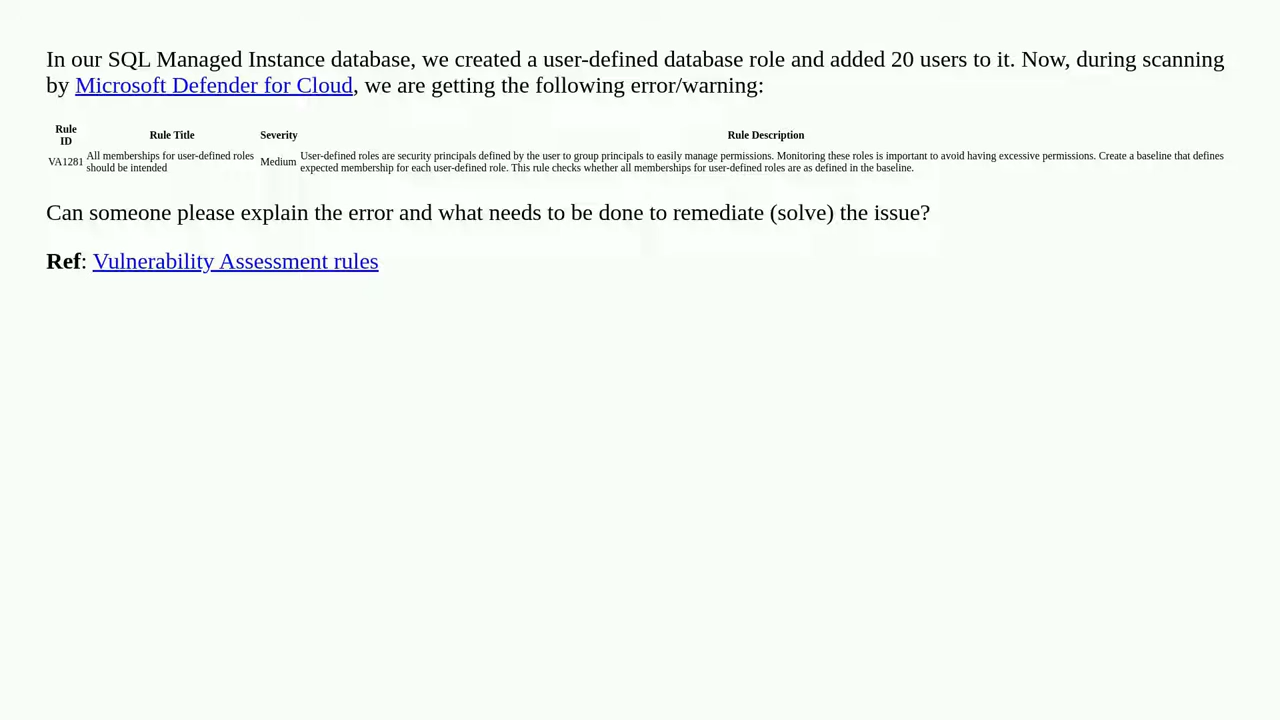 In our SQL Managed Instance database, we created a user-defined database role and added 20 users to it. Now, during scanning
by Microsoft Defender for Cloud, we are getting the following error/warning:
Rule ID Rule Title Severity Rule Description
VA1281 All memberships for user-defined roles should be intended Medium User-defined roles are security principals defined by the user to group principals to easily manage permissions. Monitoring these roles is important to avoid having excessive permissions. Create a baseline that defines expected membership for each user-defined role. This rule checks whether all memberships for user-defined roles are as defined in the baseline.
Can someone please explain the error and what needs to be done to remediate (solve) the issue?
Ref: Vulnerability Assessment rules